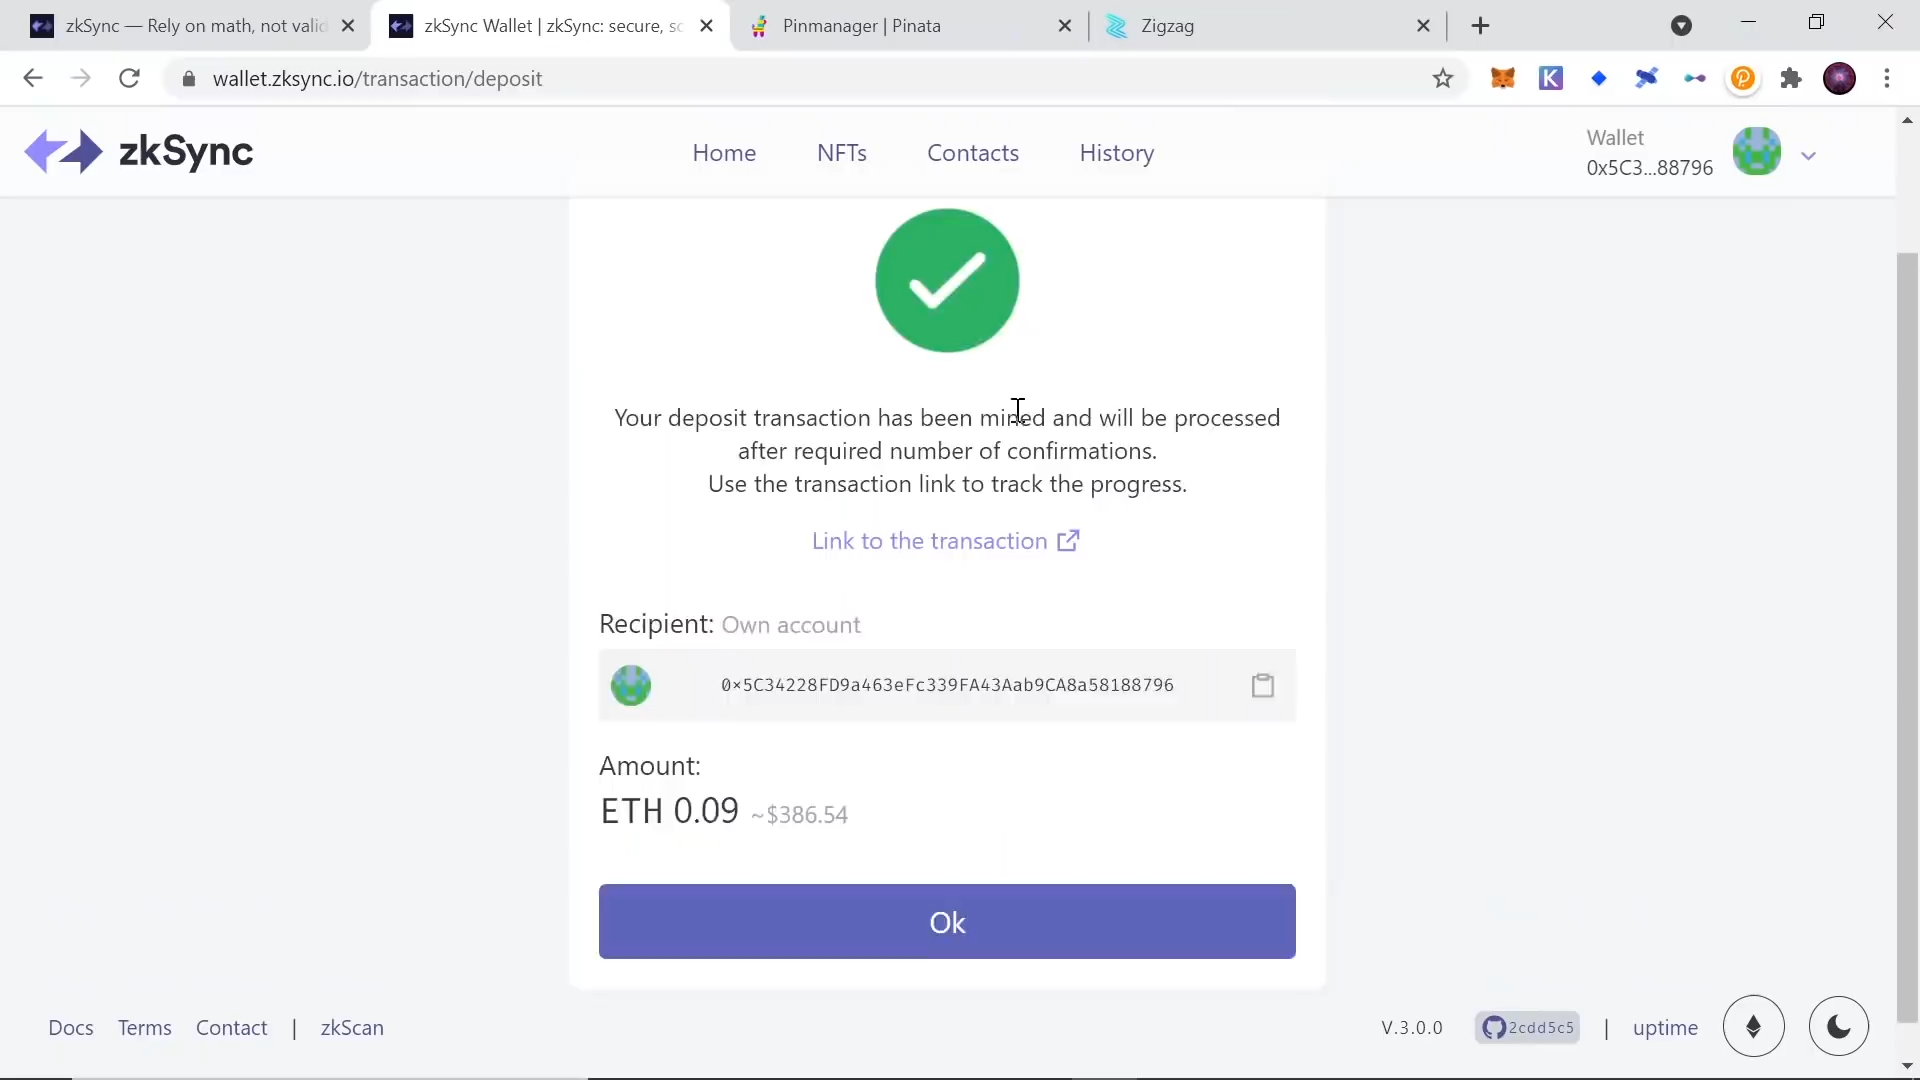 zkSync — Rely on math, not valid
zkSync Wallet | zkSync: secure, sc
Pinmanager | Pinata
Zigzag
wallet.zksync.io/transaction/deposit
zkSync
Home
NFTs
Contacts
History
Wallet
0x5C3...88796
Your deposit transaction has been mined and will be processed
after required number of confirmations.
Use the transaction link to track the progress.
Link to the transaction
Recipient: Own account
0×5C34228FD9a463eFc339FA43Aab9CA8a58188796
Amount:
ETH 0.09 ~$386.54
Ok
Docs Terms Contact | zkScan
V.3.0.0 2cdd5c5 | uptime